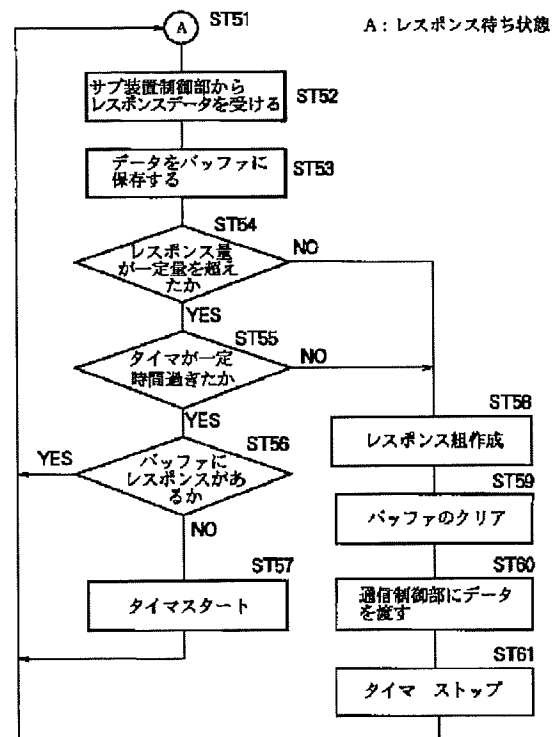 ST51
A
A：レスポンス待ち状態
サブ装置制御部から
レスポンスデータを受ける
ST52
データをバッファに
保存する
ST53
ST54
レスポンス量
が一定量を超え
たか
NO
YES
ST55
タイマが一定
時間過ぎたか
NO
YES
ST56
バッファに
レスポンスがあ
るか
YES
NO
ST57
タイマスタート
ST58
レスポンス組作成
ST59
バッファのクリア
ST60
通信制御部にデータ
を渡す
ST61
タイマ　ストップ